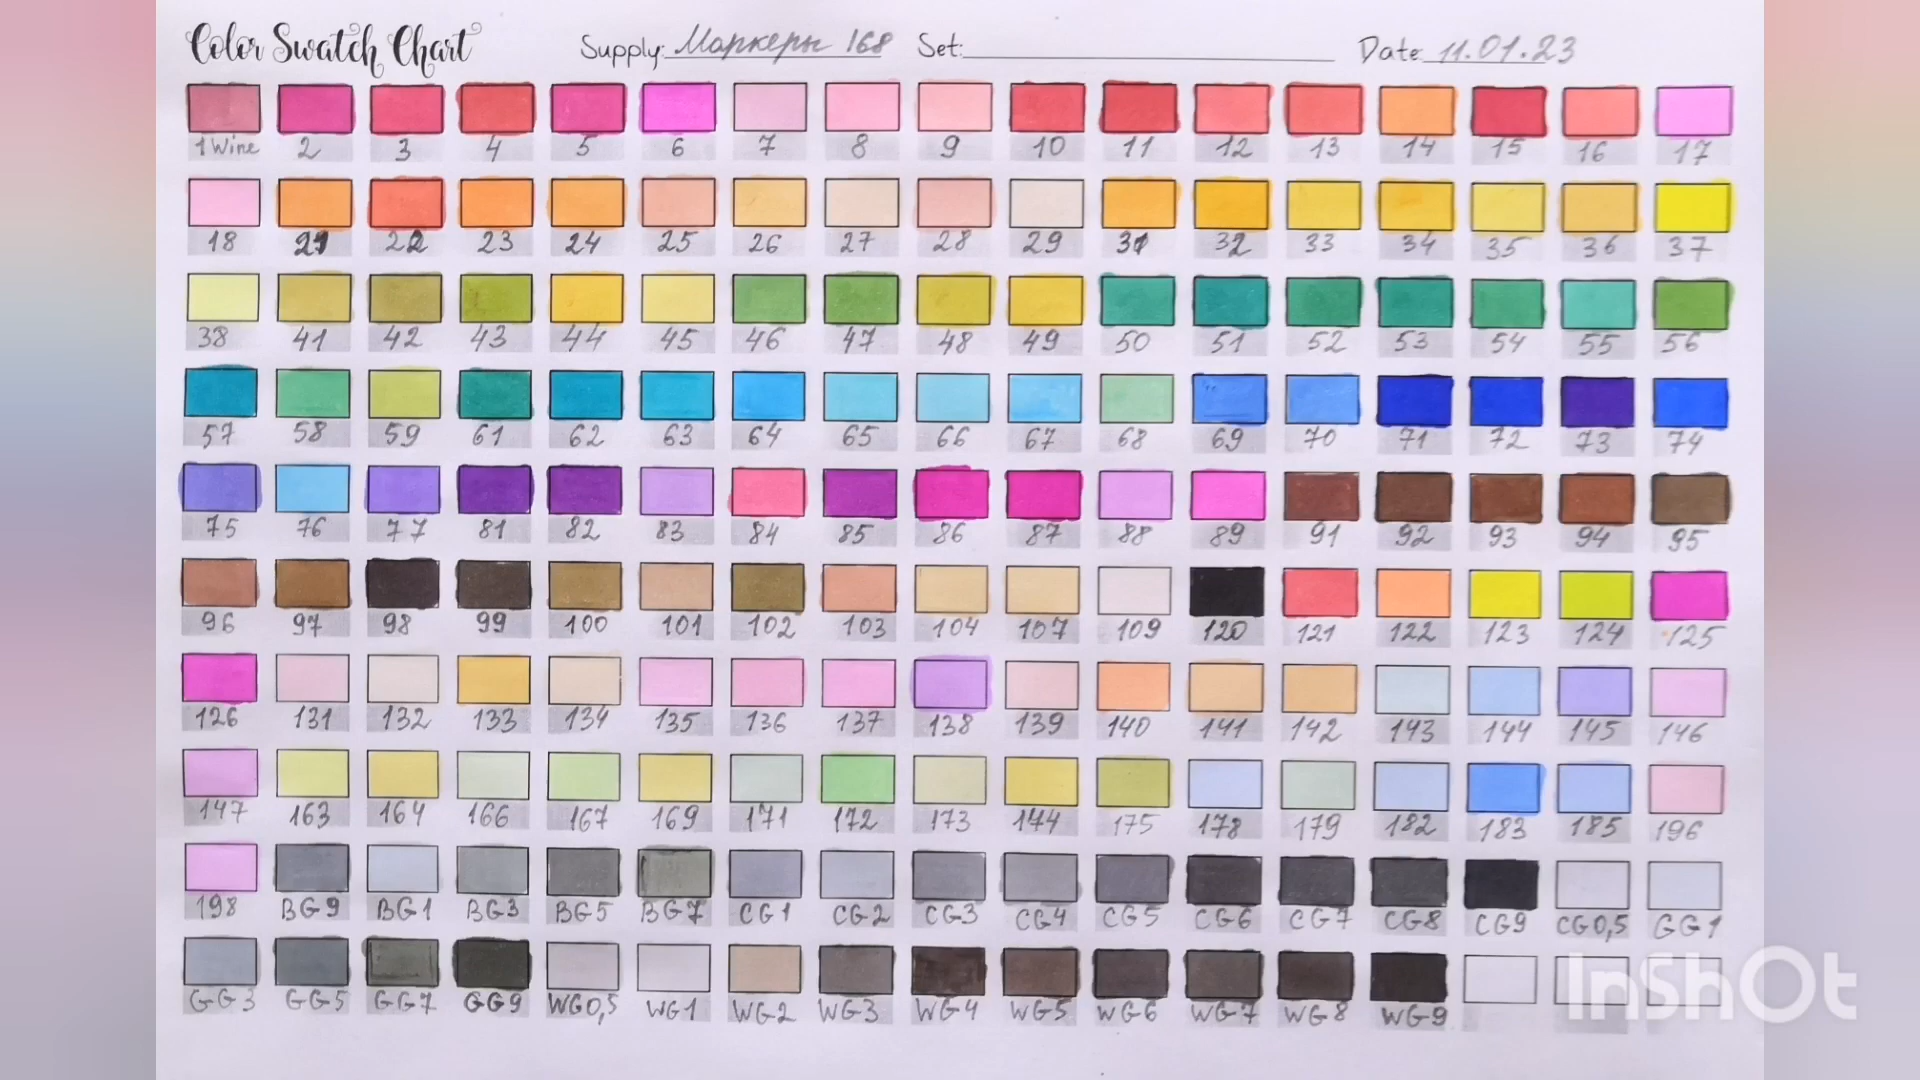 Color Swatch Chart Supply: Маркеры 168 Set: Date: 11.01.23
1 Wine 2 3 4 5 6 7 8 9 10 11 12 13 14 15 16 17
18 21 22 23 24 25 26 27 28 29 31 32 33 34 35 36 37
38 41 42 43 44 45 46 47 48 49 50 51 52 53 54 55 56
57 58 59 61 62 63 64 65 66 67 68 69 70 71 72 73 74
75 76 77 81 82 83 84 85 86 87 88 89 91 92 93 94 95
96 97 98 99 100 101 102 103 104 107 109 120 121 122 123 124 125
126 131 132 133 134 135 136 137 138 139 140 141 142 143 144 145 146
147 163 164 166 167 169 171 172 173 174 175 178 179 182 183 185 196
198 BG9 BG1 BG3 BG5 BG7 CG1 CG2 CG3 CG4 CG5 CG6 CG7 CG8 CG9 CG0,5 GG1
GG3 GG5 GG7 GG9 WG0,5 WG1 WG2 WG3 WG4 WG5 WG6 WG7 WG8 WG9
InShOt